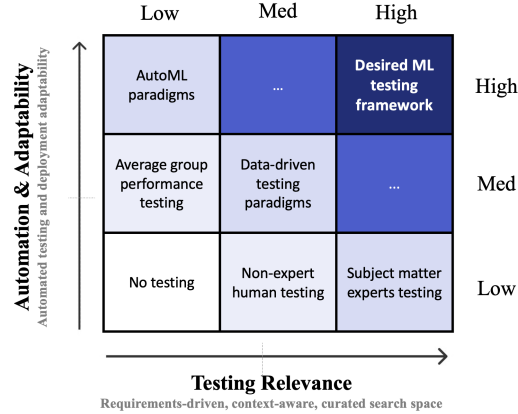 Low
Med
High
Automation & Adaptability
Automated testing and deployment adaptability
AutoML
paradigms
...
Desired ML
testing
framework
High
Average group
performance
testing
Data-driven
testing
paradigms
...
Med
No testing
Non-expert
human testing
Subject matter
experts testing
Low
Testing Relevance
Requirements-driven, context-aware, curated search space